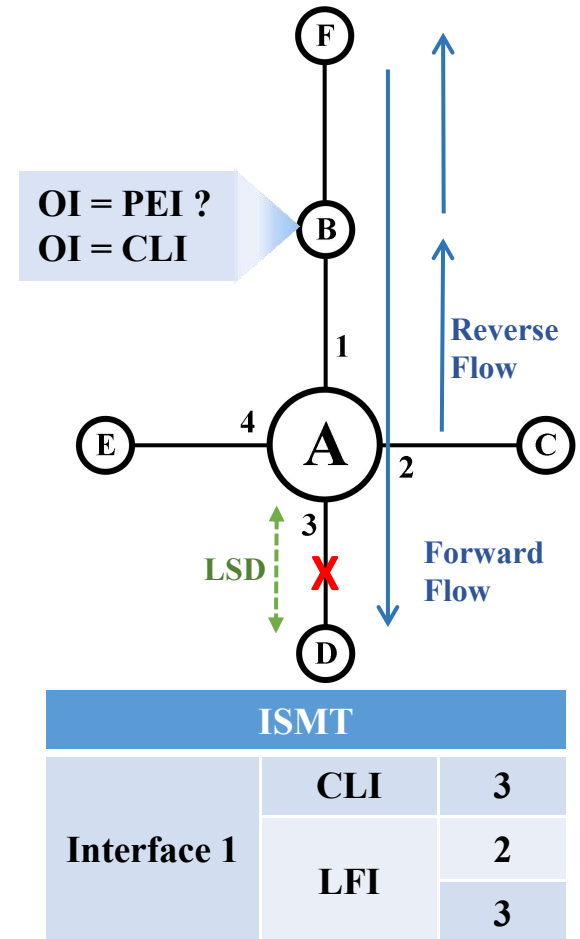 F
OI = PEI ?
OI = CLI
B
1
Reverse
Flow
E
4
A
2
C
3
LSD
X
Forward
Flow
D
ISMT
Interface 1
CLI
3
LFI
2
3